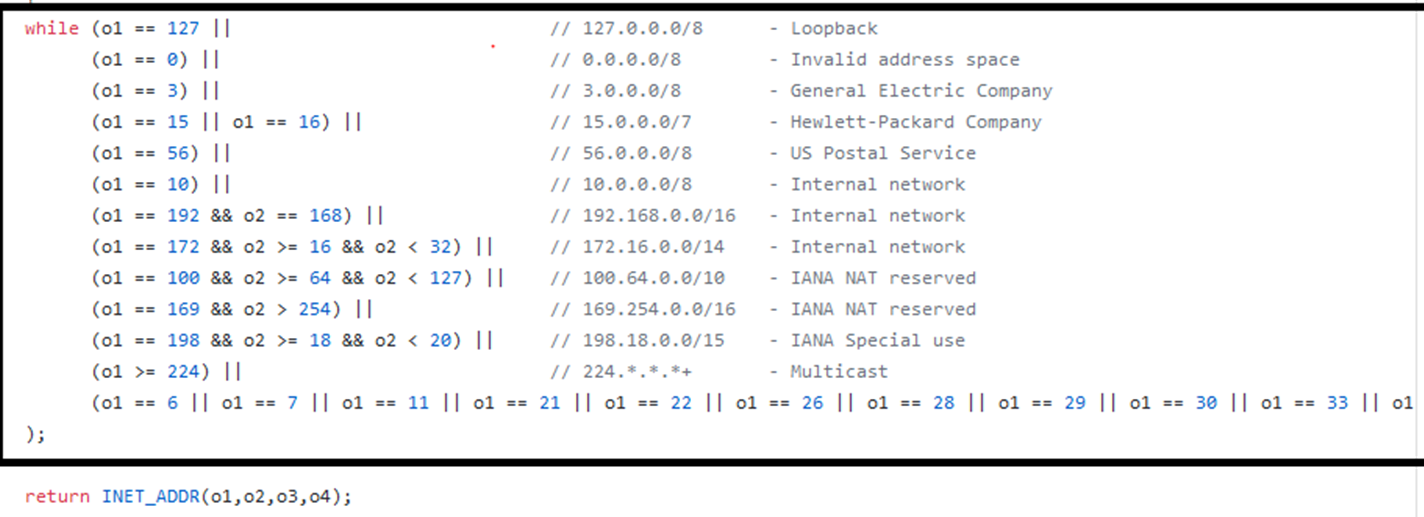 while (o1 == 127 || // 127.0.0.0/8 - Loopback
(o1 == 0) || // 0.0.0.0/8 - Invalid address space
(o1 == 3) || // 3.0.0.0/8 - General Electric Company
(o1 == 15 || o1 == 16) || // 15.0.0.0/7 - Hewlett-Packard Company
(o1 == 56) || // 56.0.0.0/8 - US Postal Service
(o1 == 10) || // 10.0.0.0/8 - Internal network
(o1 == 192 && o2 == 168) || // 192.168.0.0/16 - Internal network
(o1 == 172 && o2 >= 16 && o2 < 32) || // 172.16.0.0/14 - Internal network
(o1 == 100 && o2 >= 64 && o2 < 127) || // 100.64.0.0/10 - IANA NAT reserved
(o1 == 169 && o2 > 254) || // 169.254.0.0/16 - IANA NAT reserved
(o1 == 198 && o2 >= 18 && o2 < 20) || // 198.18.0.0/15 - IANA Special use
(o1 >= 224) || // 224.*.*.*+ - Multicast
(o1 == 6 || o1 == 7 || o1 == 11 || o1 == 21 || o1 == 22 || o1 == 26 || o1 == 28 || o1 == 29 || o1 == 30 || o1 == 33 || o1
);
return INET_ADDR(o1,o2,o3,o4);